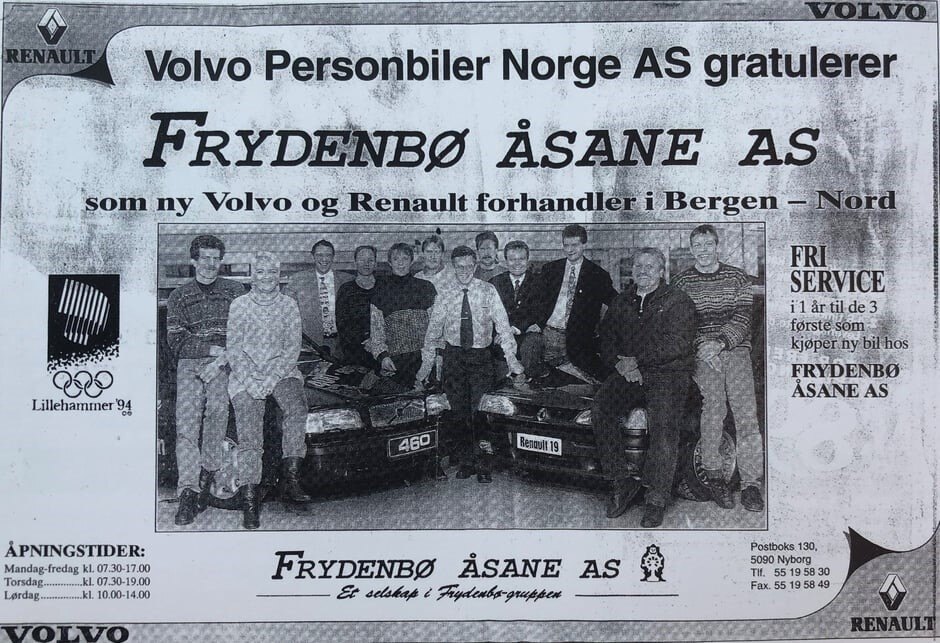 RENAULT
VOLVO
Volvo Personbiler Norge AS gratulerer
FRYDENBØ ÅSANE AS
som ny Volvo og Renault forhandler i Bergen – Nord
FRI
SERVICE
i 1 år til de 3
første som
kjøper ny bil hos
FRYDENBØ
ÅSANE AS
Lillehammer '94
460
Renault 19
ÅPNINGSTIDER:
Mandag-fredag kl. 07.30-17.00
Torsdag..............kl. 07.30-19.00
Lørdag................kl. 10.00-14.00
FRYDENBØ ÅSANE AS
Et selskap i Frydenbø-gruppen
Postboks 130,
5090 Nyborg
Tlf. 55 19 58 30
Fax. 55 19 58 49
VOLVO
RENAULT